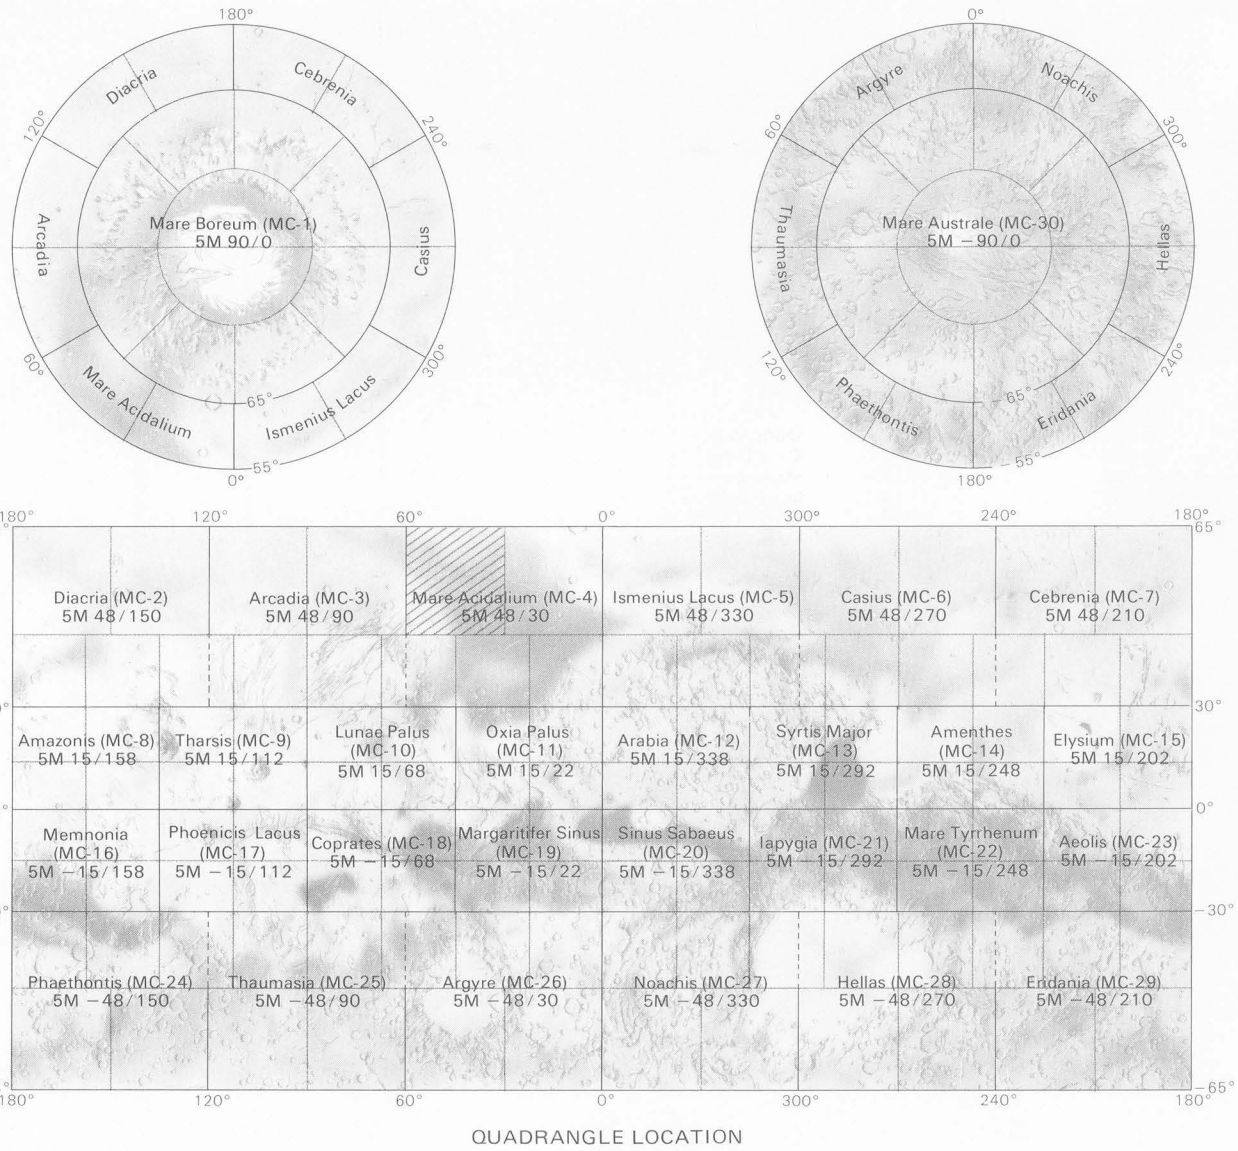 180°
Diacria
Cebrenia
120°
240°
Arcadia
Mare Boreum (MC-1)
5M 90/0
Casius
60°
300°
Mare Acidalium
Ismenius Lacus
65°
55°
0°
0°
Argyre
Noachis
60°
300°
Thaumasia
Mare Australe (MC-30)
5M −90/0
Hellas
120°
240°
Phaethontis
Eridania
−65°
−55°
180°
180° 120° 60° 0° 300° 240° 180°
65°
Diacria (MC-2)
5M 48/150
Arcadia (MC-3)
5M 48/90
Mare Acidalium (MC-4)
5M 48/30
Ismenius Lacus (MC-5)
5M 48/330
Casius (MC-6)
5M 48/270
Cebrenia (MC-7)
5M 48/210
30°
Amazonis (MC-8)
5M 15/158
Tharsis (MC-9)
5M 15/112
Lunae Palus
(MC-10)
5M 15/68
Oxia Palus
(MC-11)
5M 15/22
Arabia (MC-12)
5M 15/338
Syrtis Major
(MC-13)
5M 15/292
Amenthes
(MC-14)
5M 15/248
Elysium (MC-15)
5M 15/202
0°
Memnonia
(MC-16)
5M −15/158
Phoenicis Lacus
(MC-17)
5M −15/112
Coprates (MC-18)
5M −15/68
Margaritifer Sinus
(MC-19)
5M −15/22
Sinus Sabaeus
(MC-20)
5M −15/338
Iapygia (MC-21)
5M −15/292
Mare Tyrrhenum
(MC-22)
5M −15/248
Aeolis (MC-23)
5M −15/202
−30°
Phaethontis (MC-24)
5M −48/150
Thaumasia (MC-25)
5M −48/90
Argyre (MC-26)
5M −48/30
Noachis (MC-27)
5M −48/330
Hellas (MC-28)
5M −48/270
Eridania (MC-29)
5M −48/210
−65°
180° 120° 60° 0° 300° 240° 180°
QUADRANGLE LOCATION